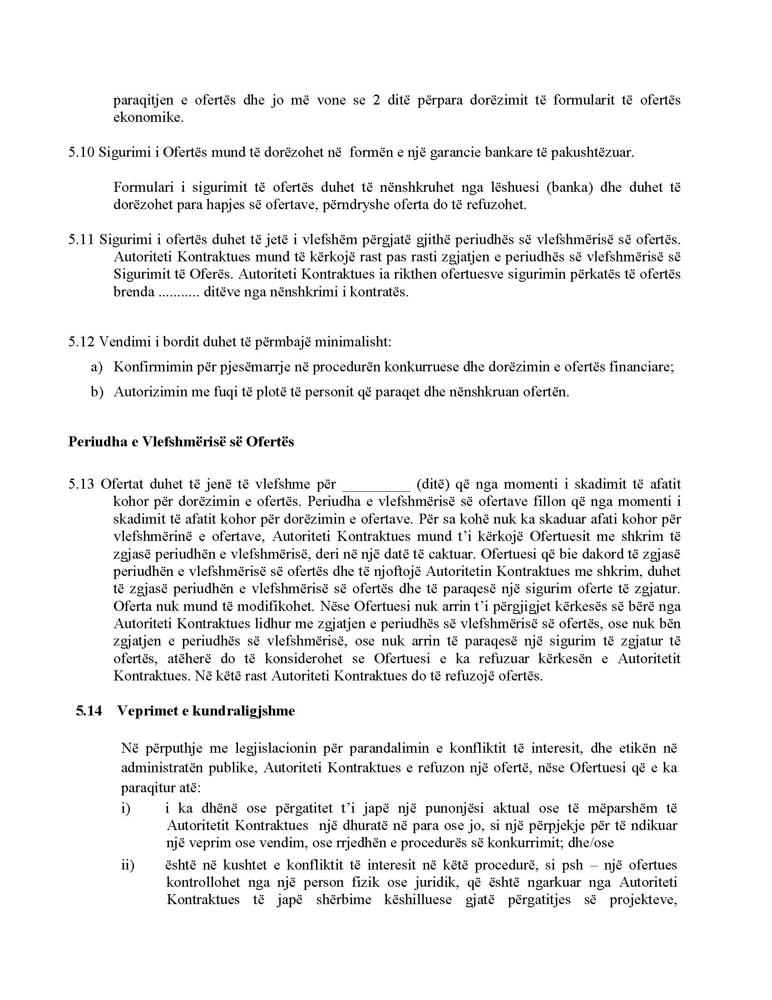 paraqitjen e ofertës dhe jo më vone se 2 ditë përpara dorëzimit të formularit të ofertës
ekonomike.
5.10 Sigurimi i Ofertës mund të dorëzohet në  formën e një garancie bankare të pakushtëzuar.
Formulari i sigurimit të ofertës duhet të nënshkruhet nga lëshuesi (banka) dhe duhet të
dorëzohet para hapjes së ofertave, përndryshe oferta do të refuzohet.
5.11 Sigurimi i ofertës duhet të jetë i vlefshëm përgjatë gjithë periudhës së vlefshmërisë së ofertës.
Autoriteti Kontraktues mund të kërkojë rast pas rasti zgjatjen e periudhës së vlefshmërisë së
Sigurimit të Oferës. Autoriteti Kontraktues ia rikthen ofertuesve sigurimin përkatës të ofertës
brenda ........... ditëve nga nënshkrimi i kontratës.
5.12 Vendimi i bordit duhet të përmbajë minimalisht:
a) Konfirmimin për pjesëmarrje në procedurën konkurruese dhe dorëzimin e ofertës financiare;
b) Autorizimin me fuqi të plotë të personit që paraqet dhe nënshkruan ofertën.
Periudha e Vlefshmërisë së Ofertës
5.13 Ofertat duhet të jenë të vlefshme për _________ (ditë) që nga momenti i skadimit të afatit
kohor për dorëzimin e ofertës. Periudha e vlefshmërisë së ofertave fillon që nga momenti i
skadimit të afatit kohor për dorëzimin e ofertave. Për sa kohë nuk ka skaduar afati kohor për
vlefshmërinë e ofertave, Autoriteti Kontraktues mund t’i kërkojë Ofertuesit me shkrim të
zgjasë periudhën e vlefshmërisë, deri në një datë të caktuar. Ofertuesi që bie dakord të zgjasë
periudhën e vlefshmërisë së ofertës dhe të njoftojë Autoritetin Kontraktues me shkrim, duhet
të zgjasë periudhën e vlefshmërisë së ofertës dhe të paraqesë një sigurim oferte të zgjatur.
Oferta nuk mund të modifikohet. Nëse Ofertuesi nuk arrin t’i përgjigjet kërkesës së bërë nga
Autoriteti Kontraktues lidhur me zgjatjen e periudhës së vlefshmërisë së ofertës, ose nuk bën
zgjatjen e periudhës së vlefshmërisë, ose nuk arrin të paraqesë një sigurim të zgjatur të
ofertës, atëherë do të konsiderohet se Ofertuesi e ka refuzuar kërkesën e Autoritetit
Kontraktues. Në këtë rast Autoriteti Kontraktues do të refuzojë ofertës.
5.14 Veprimet e kundraligjshme
Në përputhje me legjislacionin për parandalimin e konfliktit të interesit, dhe etikën në
administratën publike, Autoriteti Kontraktues e refuzon një ofertë, nëse Ofertuesi që e ka
paraqitur atë:
i) i ka dhënë ose përgatitet t’i japë një punonjësi aktual ose të mëparshëm të
Autoritetit Kontraktues  një dhuratë në para ose jo, si një përpjekje për të ndikuar
një veprim ose vendim, ose rrjedhën e procedurës së konkurrimit; dhe/ose
ii) është në kushtet e konfliktit të interesit në këtë procedurë, si psh – një ofertues
kontrollohet nga një person fizik ose juridik, që është ngarkuar nga Autoriteti
Kontraktues të japë shërbime këshilluese gjatë përgatitjes së projekteve,